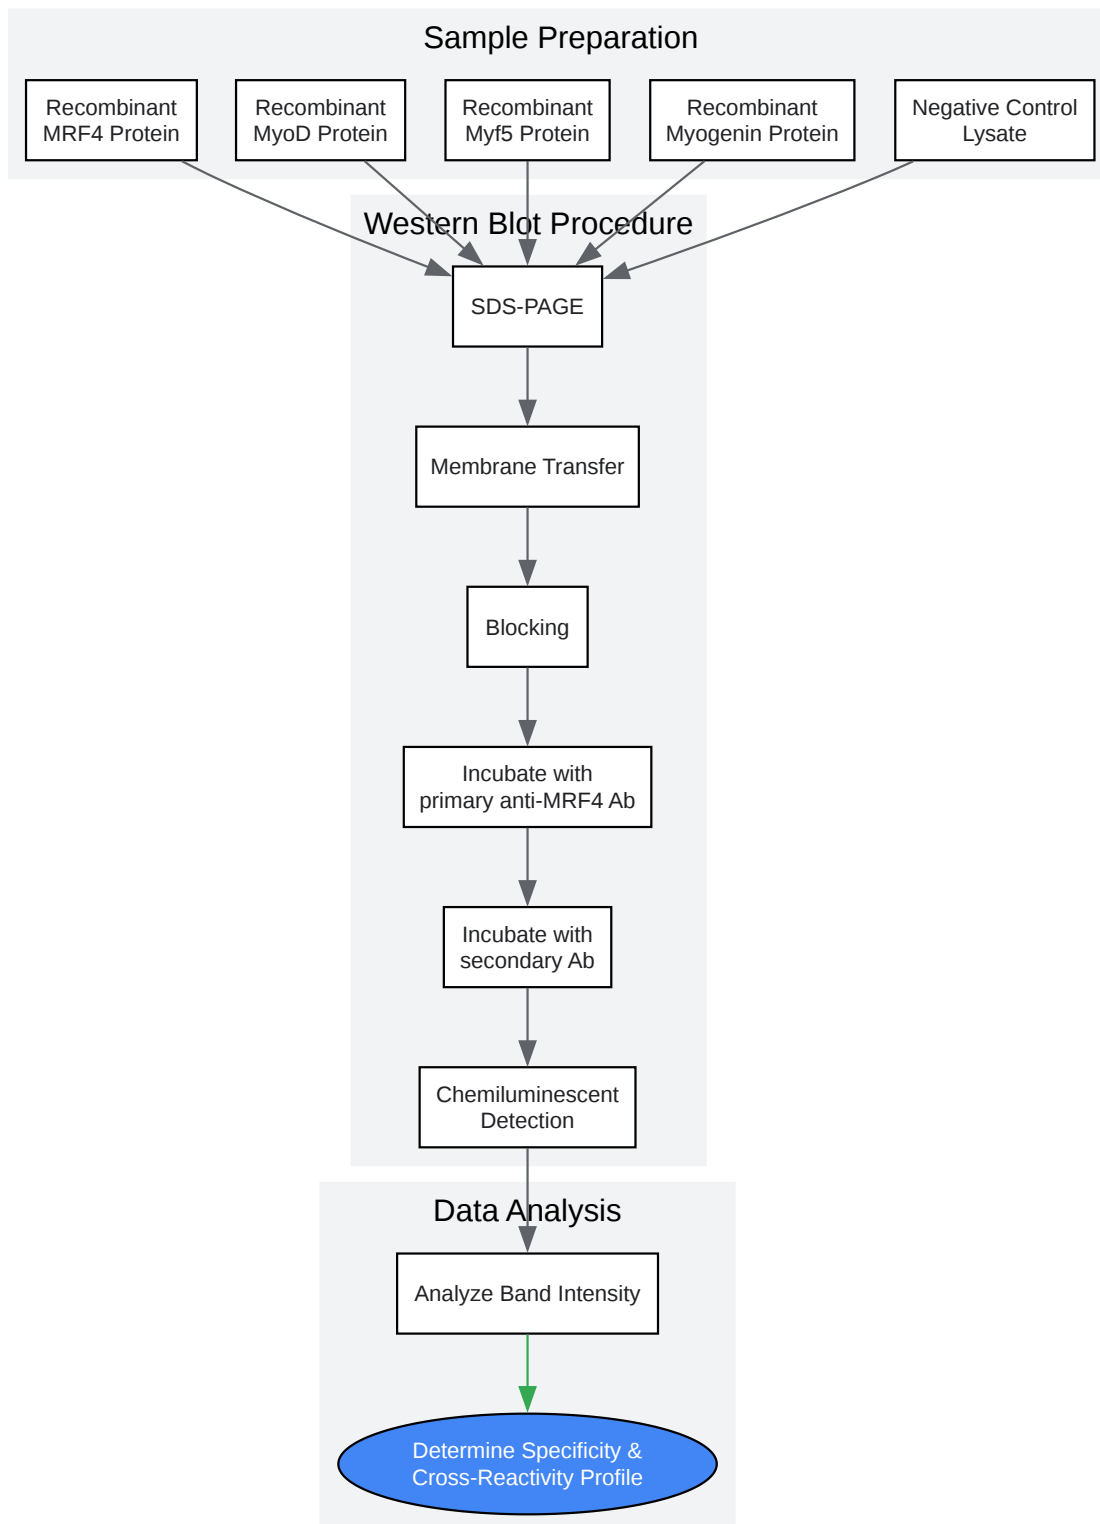 Sample Preparation
Recombinant
MRF4 Protein
Recombinant
MyoD Protein
Recombinant
Myf5 Protein
Recombinant
Myogenin Protein
Negative Control
Lysate
Western Blot Procedure
SDS-PAGE
Membrane Transfer
Blocking
Incubate with
primary anti-MRF4 Ab
Incubate with
secondary Ab
Chemiluminescent
Detection
Data Analysis
Analyze Band Intensity
Determine Specificity &
Cross-Reactivity Profile